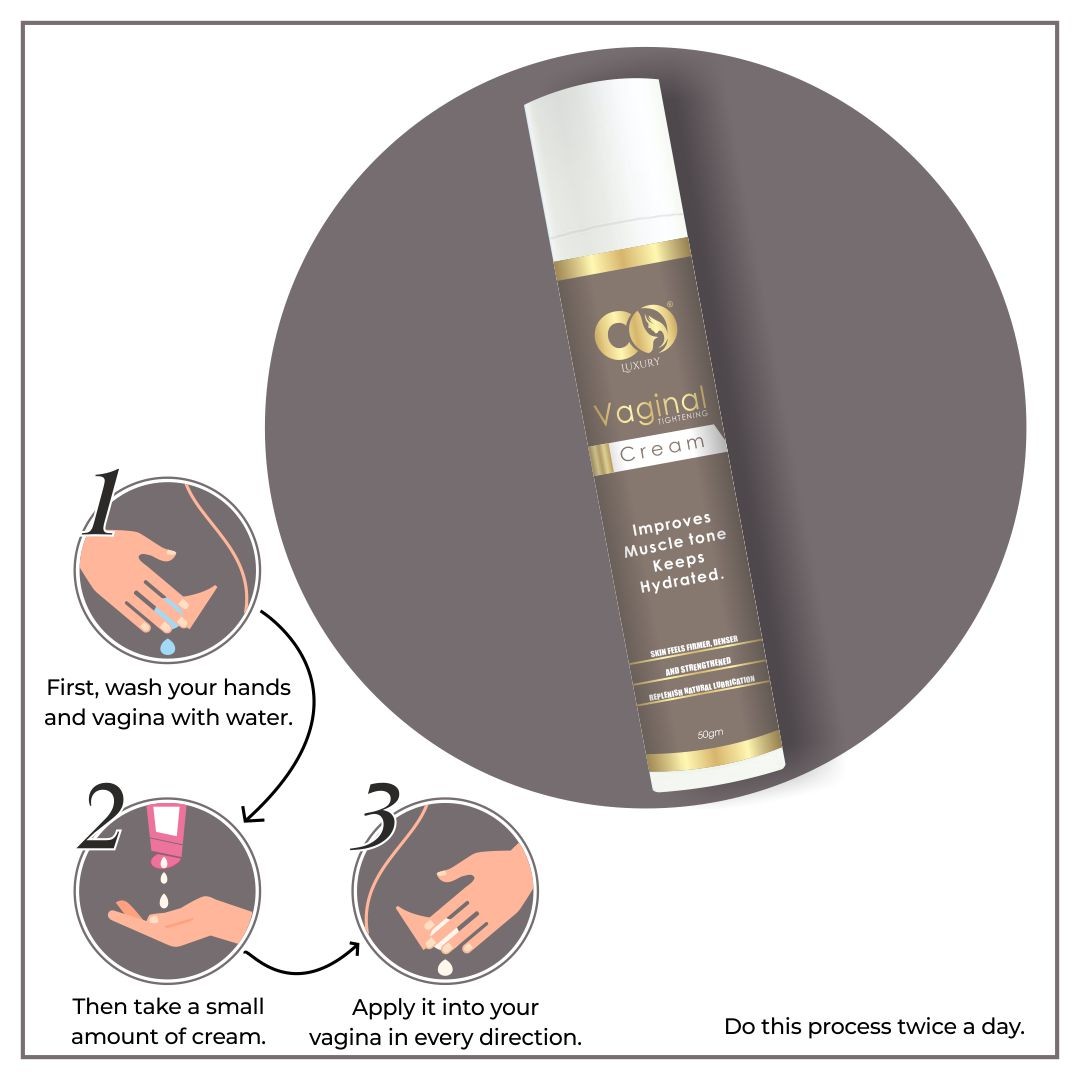 CO®
LUXURY
Vaginal
TIGHTENING
Cream
Improves
Muscle tone
Keeps
Hydrated.
SKIN FEELS FIRMER, DENSER
AND STRENGTHENED
REPLENISH NATURAL LUBRICATION
50gm
1
First, wash your hands
and vagina with water.
2
Then take a small
amount of cream.
3
Apply it into your
vagina in every direction.
Do this process twice a day.